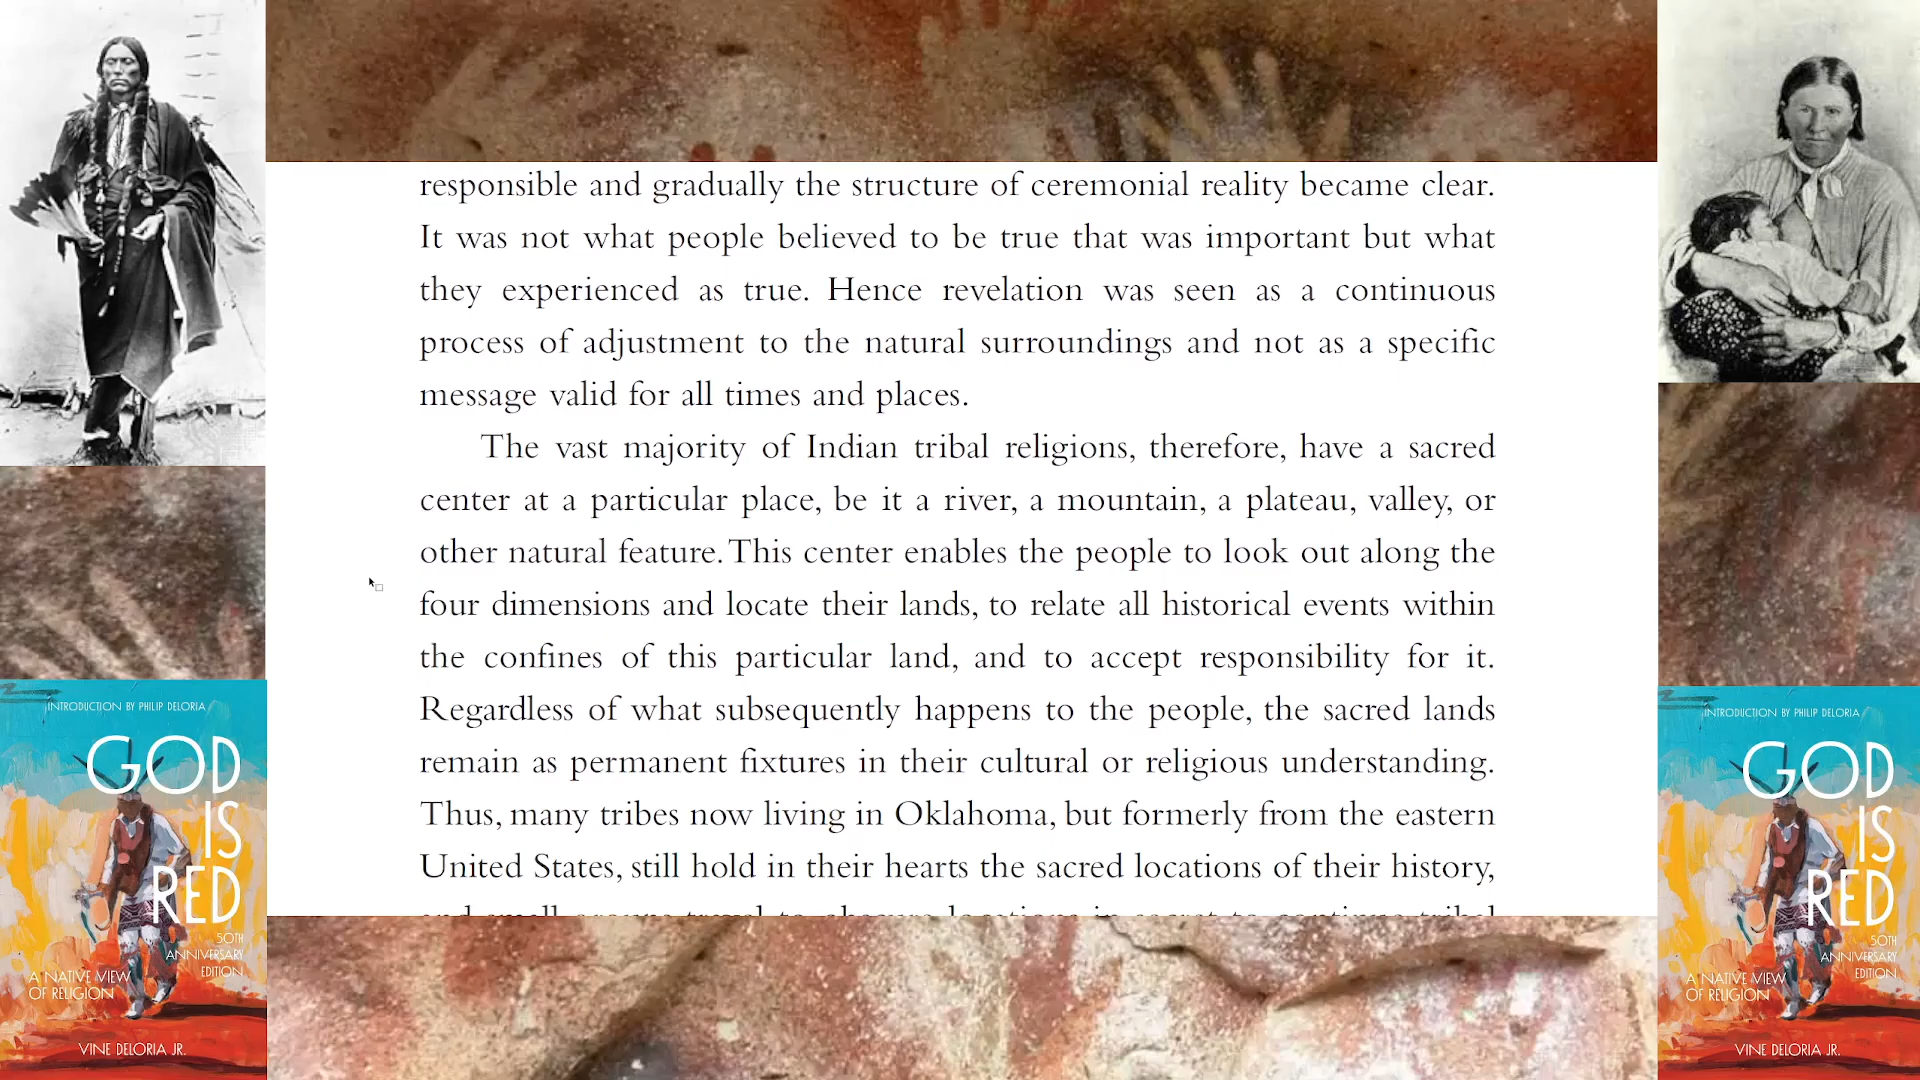 responsible and gradually the structure of ceremonial reality became clear.
It was not what people believed to be true that was important but what
they experienced as true. Hence revelation was seen as a continuous
process of adjustment to the natural surroundings and not as a specific
message valid for all times and places.
The vast majority of Indian tribal religions, therefore, have a sacred
center at a particular place, be it a river, a mountain, a plateau, valley, or
other natural feature. This center enables the people to look out along the
four dimensions and locate their lands, to relate all historical events within
the confines of this particular land, and to accept responsibility for it.
Regardless of what subsequently happens to the people, the sacred lands
remain as permanent fixtures in their cultural or religious understanding.
Thus, many tribes now living in Oklahoma, but formerly from the eastern
United States, still hold in their hearts the sacred locations of their history,
INTRODUCTION BY PHILIP DELORIA
GOD
IS
RED
50TH
ANNIVERSARY
EDITION
A NATIVE VIEW
OF RELIGION
VINE DELORIA JR.
INTRODUCTION BY PHILIP DELORIA
GOD
IS
RED
50TH
ANNIVERSARY
EDITION
A NATIVE VIEW
OF RELIGION
VINE DELORIA JR.